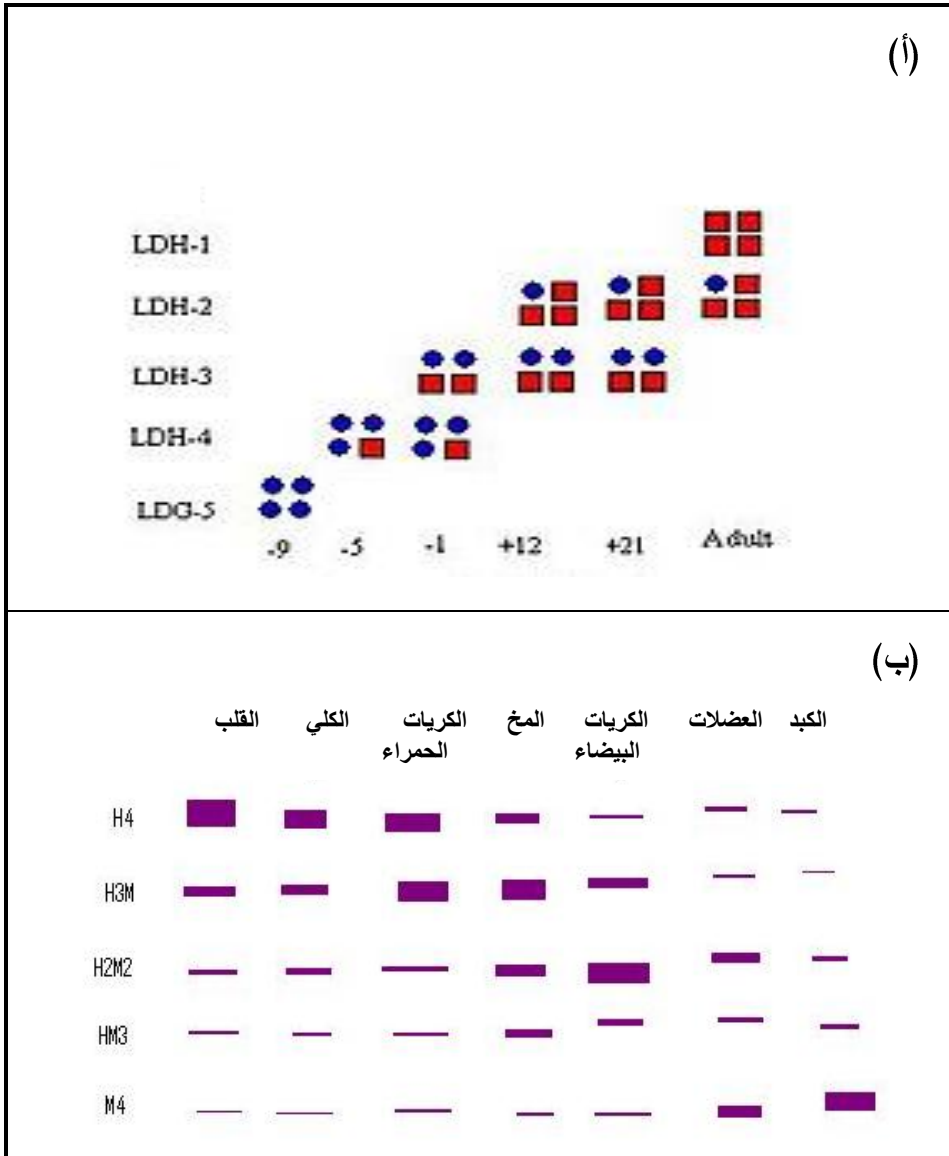 (أ)
LDH-1
LDH-2
LDH-3
LDH-4
LDG-5
-9 -5 -1 +12 +21 Adult
(ب)
القلب الكلي الكريات الحمراء المخ الكريات البيضاء العضلات الكبد
H4
H3M
H2M2
HM3
M4